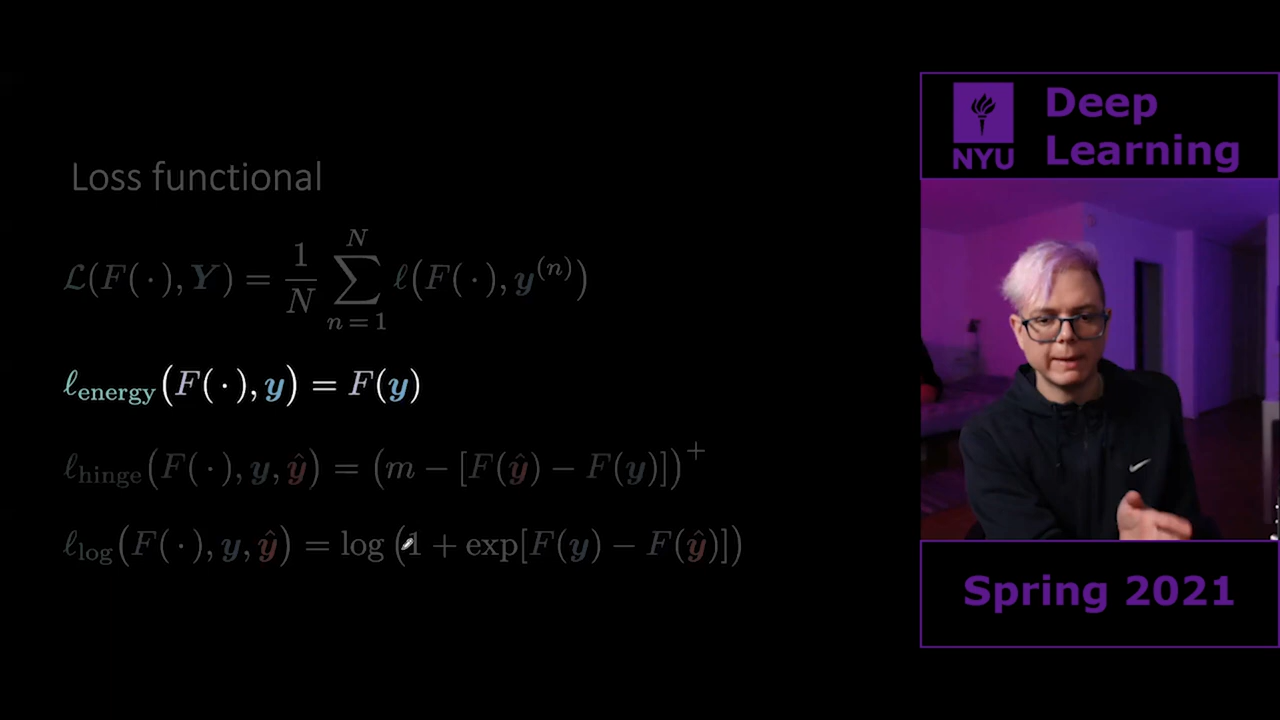 Loss functional
ℒ(F(·), Y) = 1/N ∑_{n=1}^{N} ℓ(F(·), y^{(n)})
ℓ_energy(F(·), y) = F(y)
ℓ_hinge(F(·), y, ŷ) = (m − [F(ŷ) − F(y)])^+
ℓ_log(F(·), y, ŷ) = log(1 + exp[F(y) − F(ŷ)])
NYU
Deep
Learning
Spring 2021